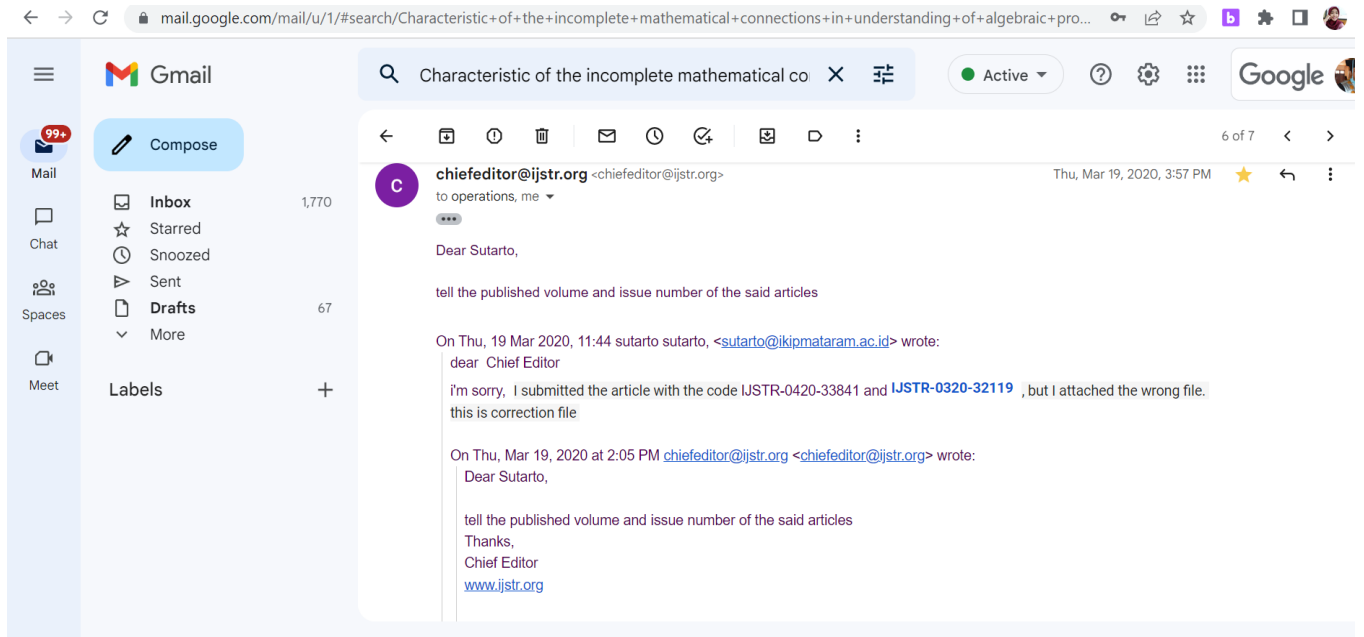 mail.google.com/mail/u/1/#search/Characteristic+of+the+incomplete+mathematical+connections+in+understanding+of+algebraic+pro...
b
Gmail
Characteristic of the incomplete mathematical co
Active
Google
99+
Mail
Chat
Spaces
Meet
Compose
Inbox 1,770
Starred
Snoozed
Sent
Drafts 67
More
Labels
6 of 7
C
chiefeditor@ijstr.org <chiefeditor@ijstr.org>
Thu, Mar 19, 2020, 3:57 PM
to operations, me
Dear Sutarto,
tell the published volume and issue number of the said articles
On Thu, 19 Mar 2020, 11:44 sutarto sutarto, <sutarto@ikipmataram.ac.id> wrote:
dear Chief Editor
i'm sorry, I submitted the article with the code IJSTR-0420-33841 and IJSTR-0320-32119 , but I attached the wrong file.
this is correction file
On Thu, Mar 19, 2020 at 2:05 PM chiefeditor@ijstr.org <chiefeditor@ijstr.org> wrote:
Dear Sutarto,
tell the published volume and issue number of the said articles
Thanks,
Chief Editor
www.ijstr.org